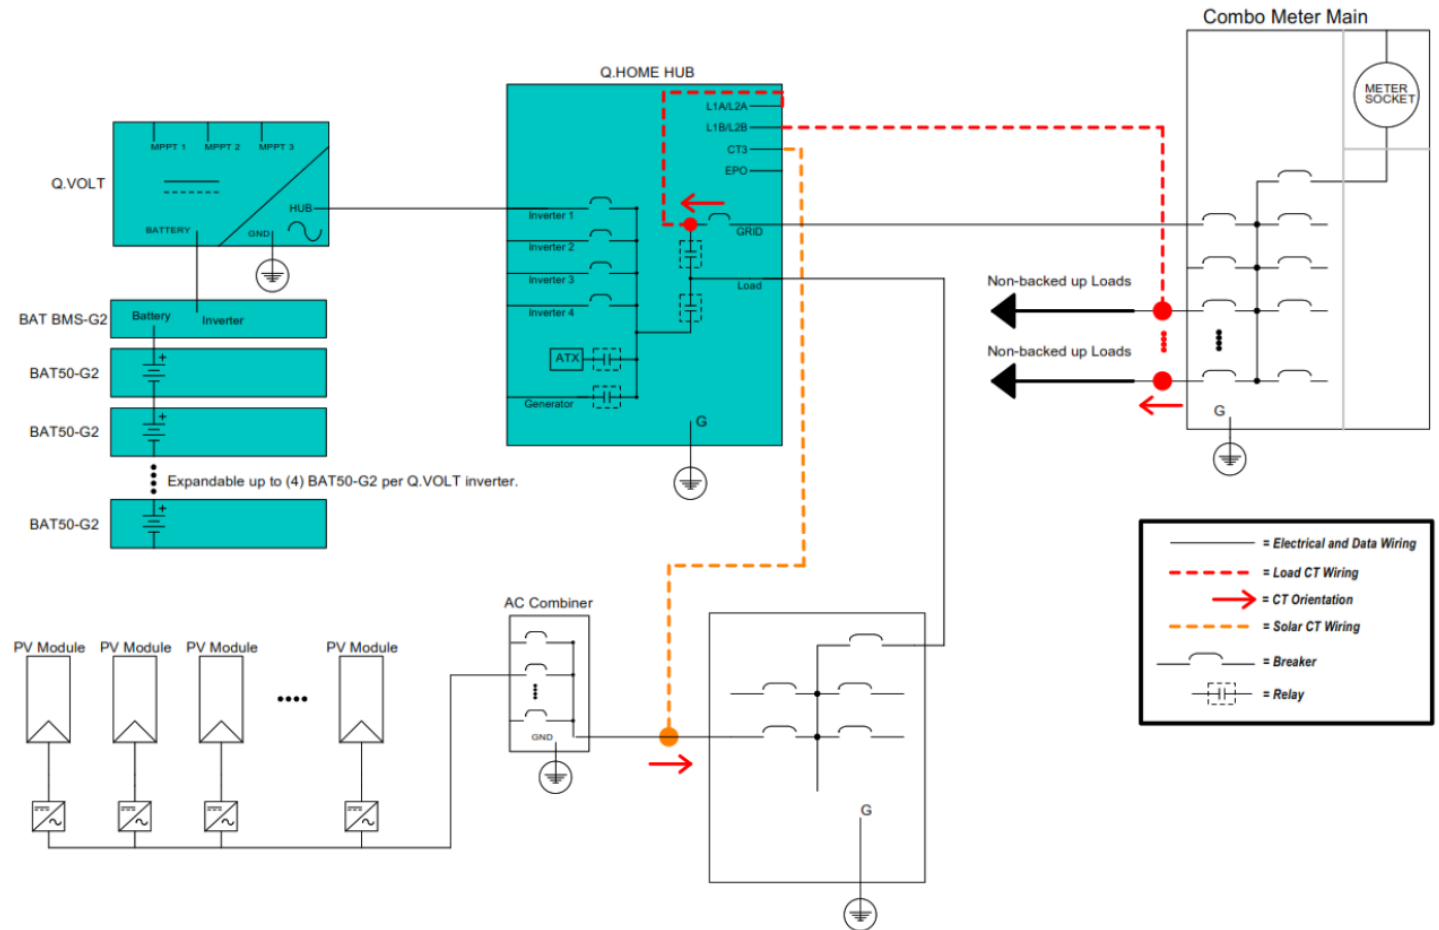 Combo Meter Main
METER
SOCKET
Q.HOME HUB
L1A/L2A
L1B/L2B
CT3
EPO
MPPT 1
MPPT 2
MPPT 3
Q.VOLT
HUB
BATTERY
GND
Inverter 1
Inverter 2
Inverter 3
Inverter 4
GRID
Load
ATX
Generator
G
Non-backed up Loads
Non-backed up Loads
G
BAT BMS-G2
Battery
Inverter
BAT50-G2
BAT50-G2
Expandable up to (4) BAT50-G2 per Q.VOLT inverter.
BAT50-G2
= Electrical and Data Wiring
= Load CT Wiring
= CT Orientation
= Solar CT Wiring
= Breaker
= Relay
AC Combiner
GND
PV Module
PV Module
PV Module
PV Module
G